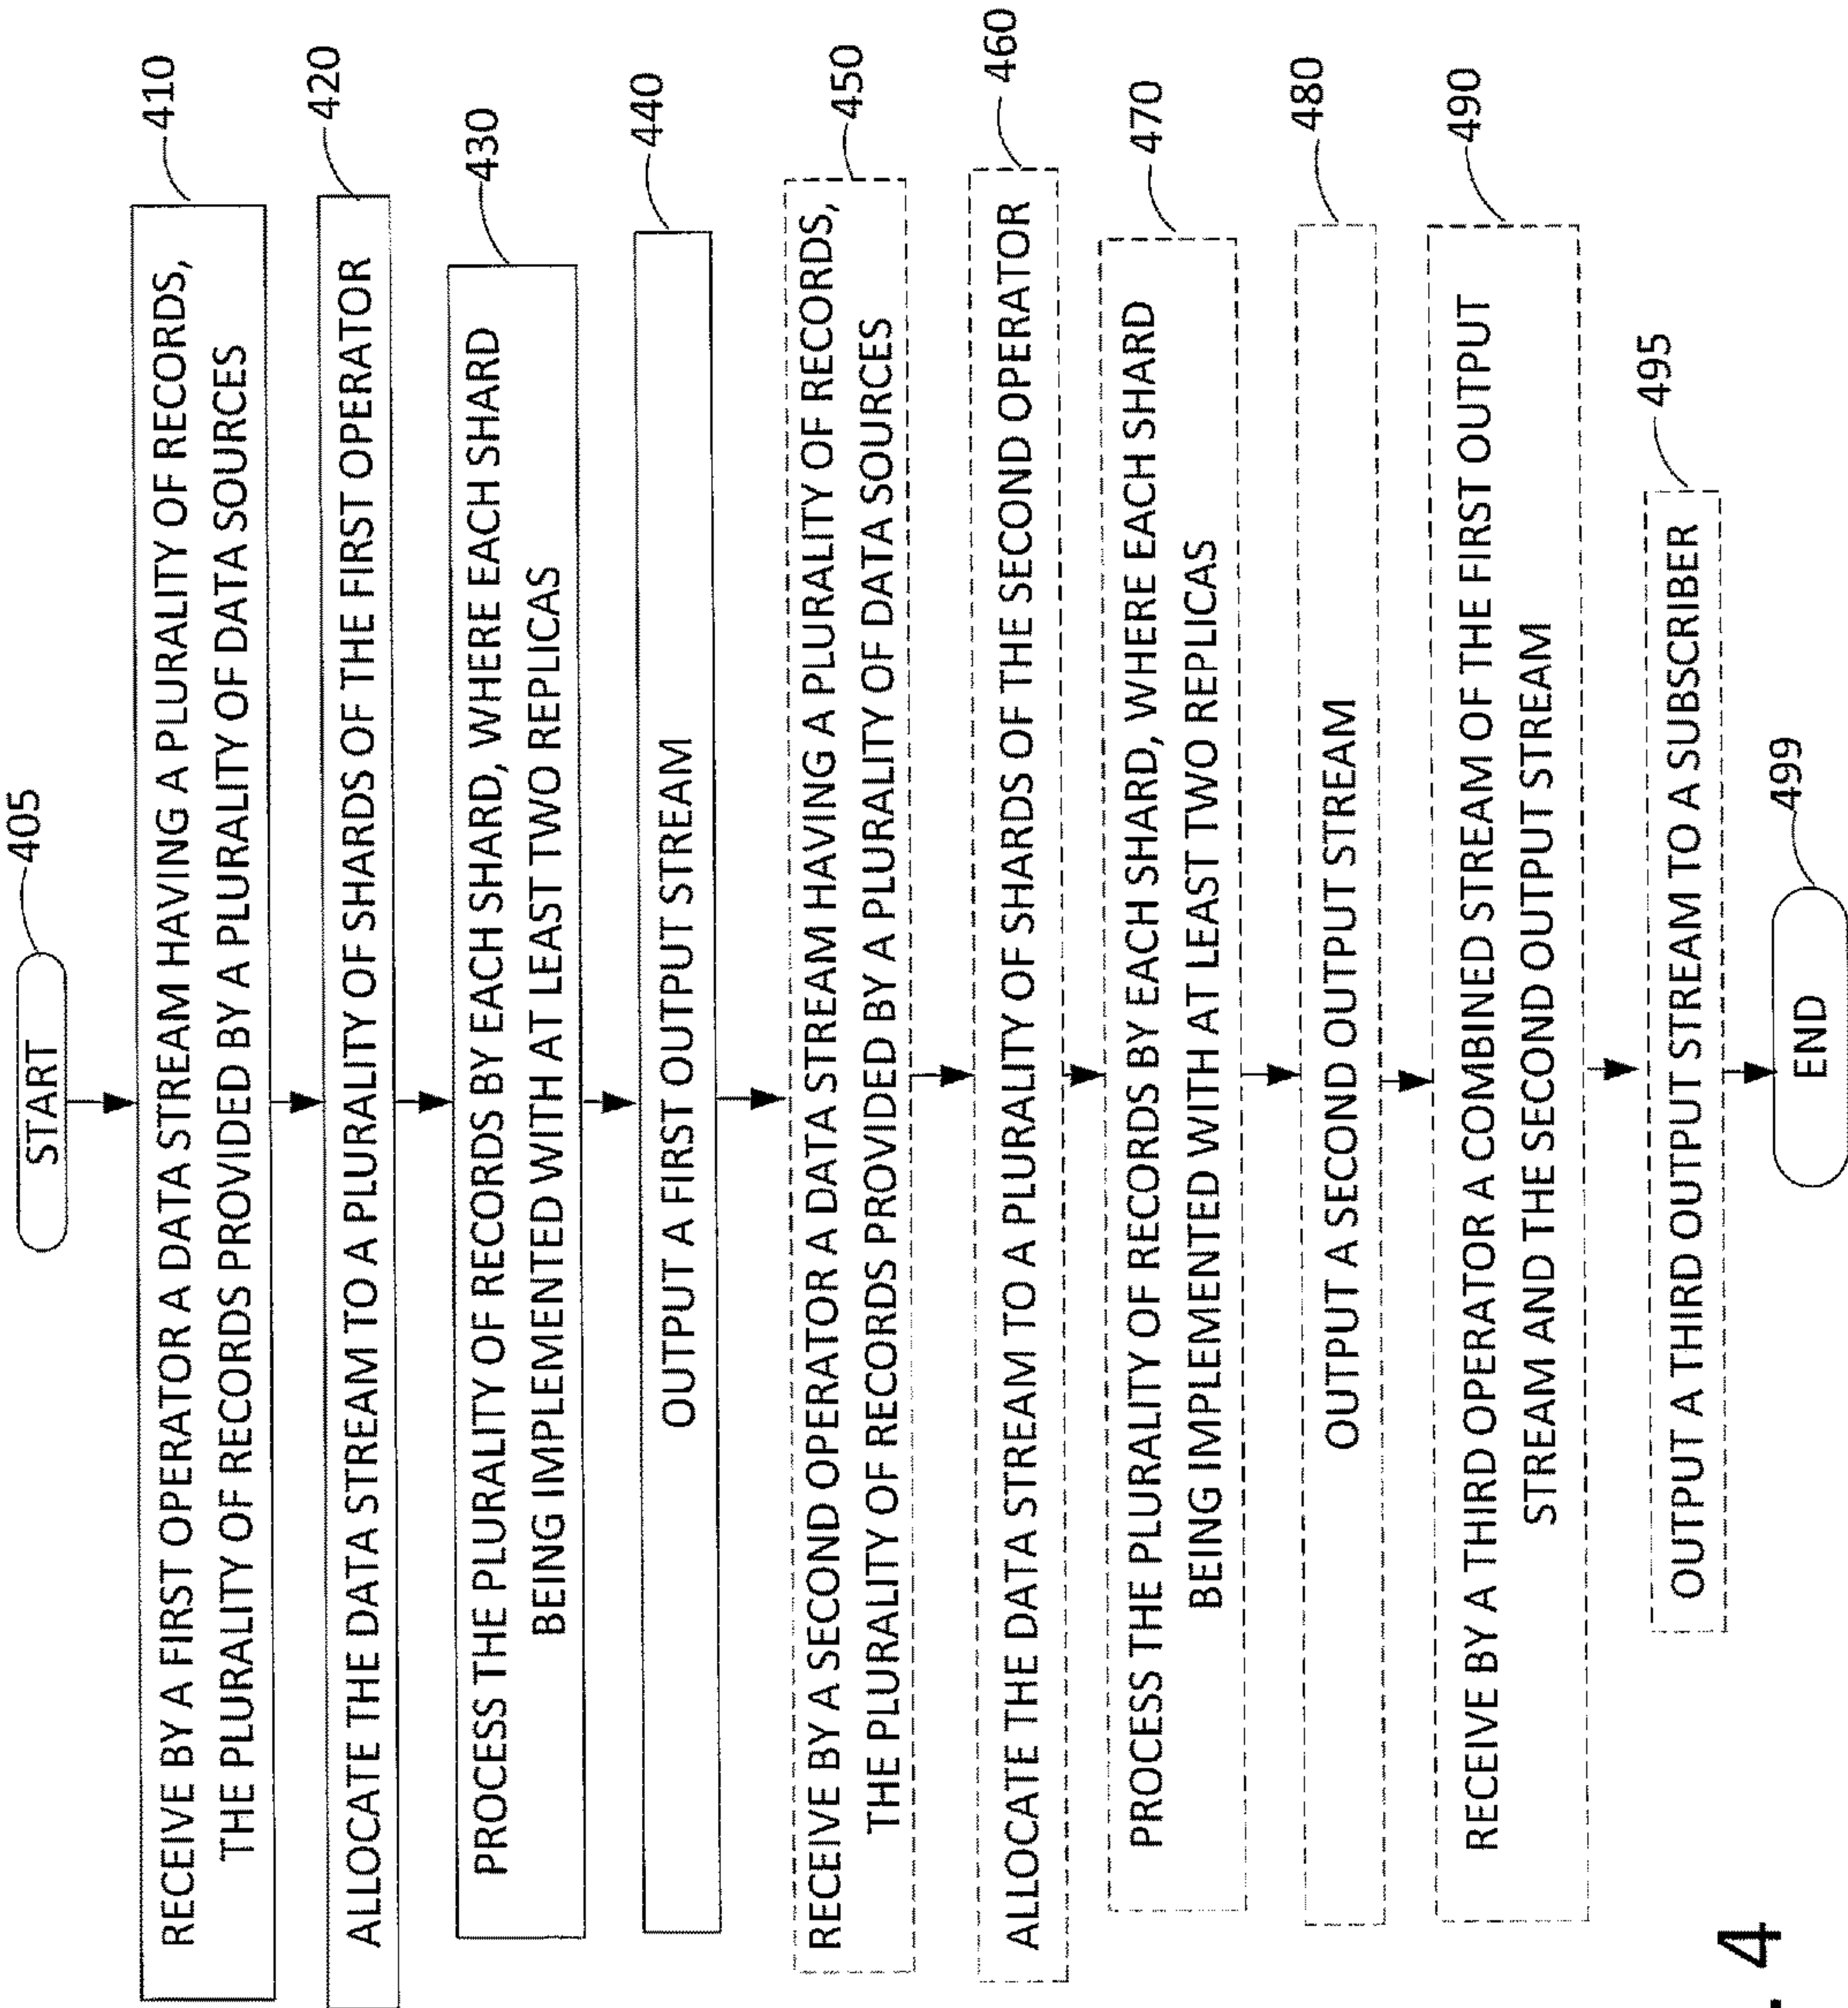 405
START
410
RECEIVE BY A FIRST OPERATOR A DATA STREAM HAVING A PLURALITY OF RECORDS,
THE PLURALITY OF RECORDS PROVIDED BY A PLURALITY OF DATA SOURCES
420
ALLOCATE THE DATA STREAM TO A PLURALITY OF SHARDS OF THE FIRST OPERATOR
430
PROCESS THE PLURALITY OF RECORDS BY EACH SHARD, WHERE EACH SHARD
BEING IMPLEMENTED WITH AT LEAST TWO REPLICAS
440
OUTPUT A FIRST OUTPUT STREAM
450
RECEIVE BY A SECOND OPERATOR A DATA STREAM HAVING A PLURALITY OF RECORDS,
THE PLURALITY OF RECORDS PROVIDED BY A PLURALITY OF DATA SOURCES
460
ALLOCATE THE DATA STREAM TO A PLURALITY OF SHARDS OF THE SECOND OPERATOR
470
PROCESS THE PLURALITY OF RECORDS BY EACH SHARD, WHERE EACH SHARD
BEING IMPLEMENTED WITH AT LEAST TWO REPLICAS
480
OUTPUT A SECOND OUTPUT STREAM
490
RECEIVE BY A THIRD OPERATOR A COMBINED STREAM OF THE FIRST OUTPUT
STREAM AND THE SECOND OUTPUT STREAM
495
OUTPUT A THIRD OUTPUT STREAM TO A SUBSCRIBER
499
END
. 4